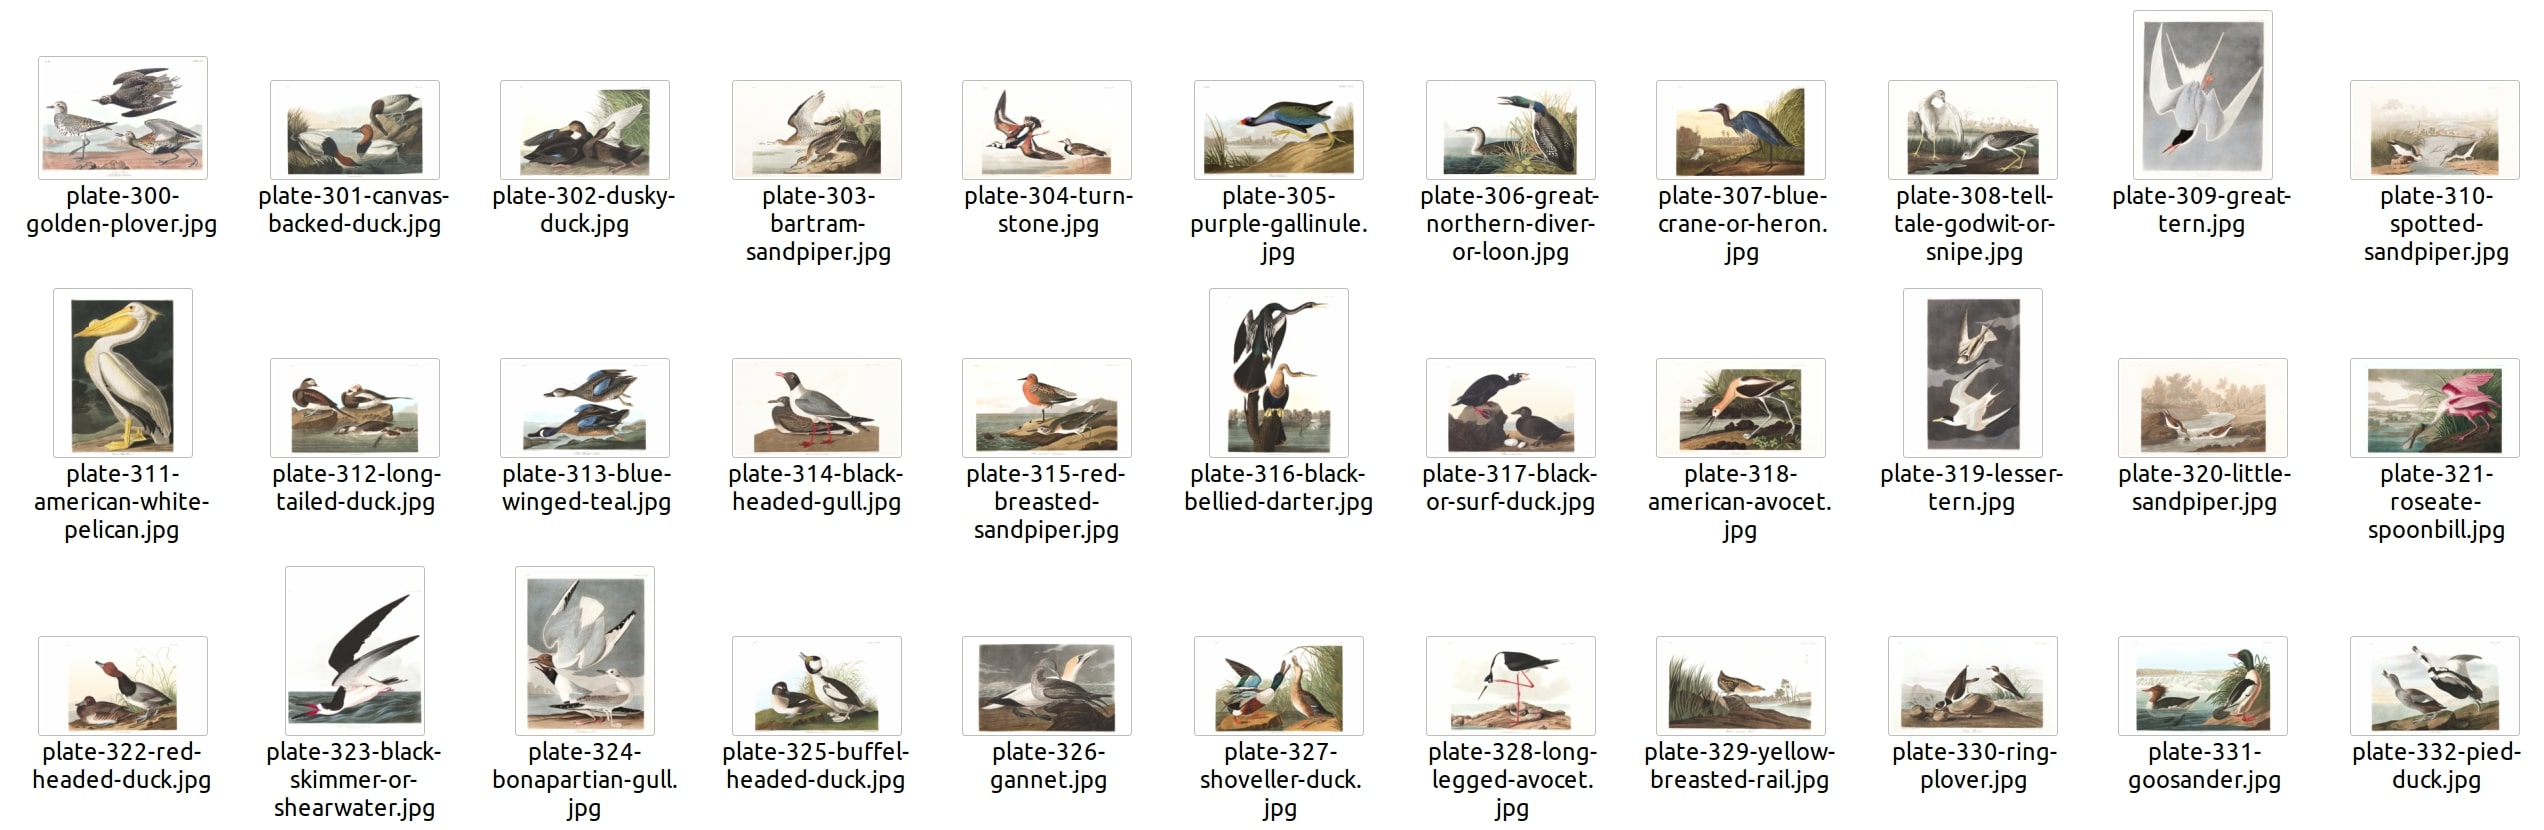 plate-300-
golden-plover.jpg
plate-301-canvas-
backed-duck.jpg
plate-302-dusky-
duck.jpg
plate-303-
bartram-
sandpiper.jpg
plate-304-turn-
stone.jpg
plate-305-
purple-gallinule.
jpg
plate-306-great-
northern-diver-
or-loon.jpg
plate-307-blue-
crane-or-heron.
jpg
plate-308-tell-
tale-godwit-or-
snipe.jpg
plate-309-great-
tern.jpg
plate-310-
spotted-
sandpiper.jpg
plate-311-
american-white-
pelican.jpg
plate-312-long-
tailed-duck.jpg
plate-313-blue-
winged-teal.jpg
plate-314-black-
headed-gull.jpg
plate-315-red-
breasted-
sandpiper.jpg
plate-316-black-
bellied-darter.jpg
plate-317-black-
or-surf-duck.jpg
plate-318-
american-avocet.
jpg
plate-319-lesser-
tern.jpg
plate-320-little-
sandpiper.jpg
plate-321-
roseate-
spoonbill.jpg
plate-322-red-
headed-duck.jpg
plate-323-black-
skimmer-or-
shearwater.jpg
plate-324-
bonapartian-gull.
jpg
plate-325-buffel-
headed-duck.jpg
plate-326-
gannet.jpg
plate-327-
shoveller-duck.
jpg
plate-328-long-
legged-avocet.
jpg
plate-329-yellow-
breasted-rail.jpg
plate-330-ring-
plover.jpg
plate-331-
goosander.jpg
plate-332-pied-
duck.jpg